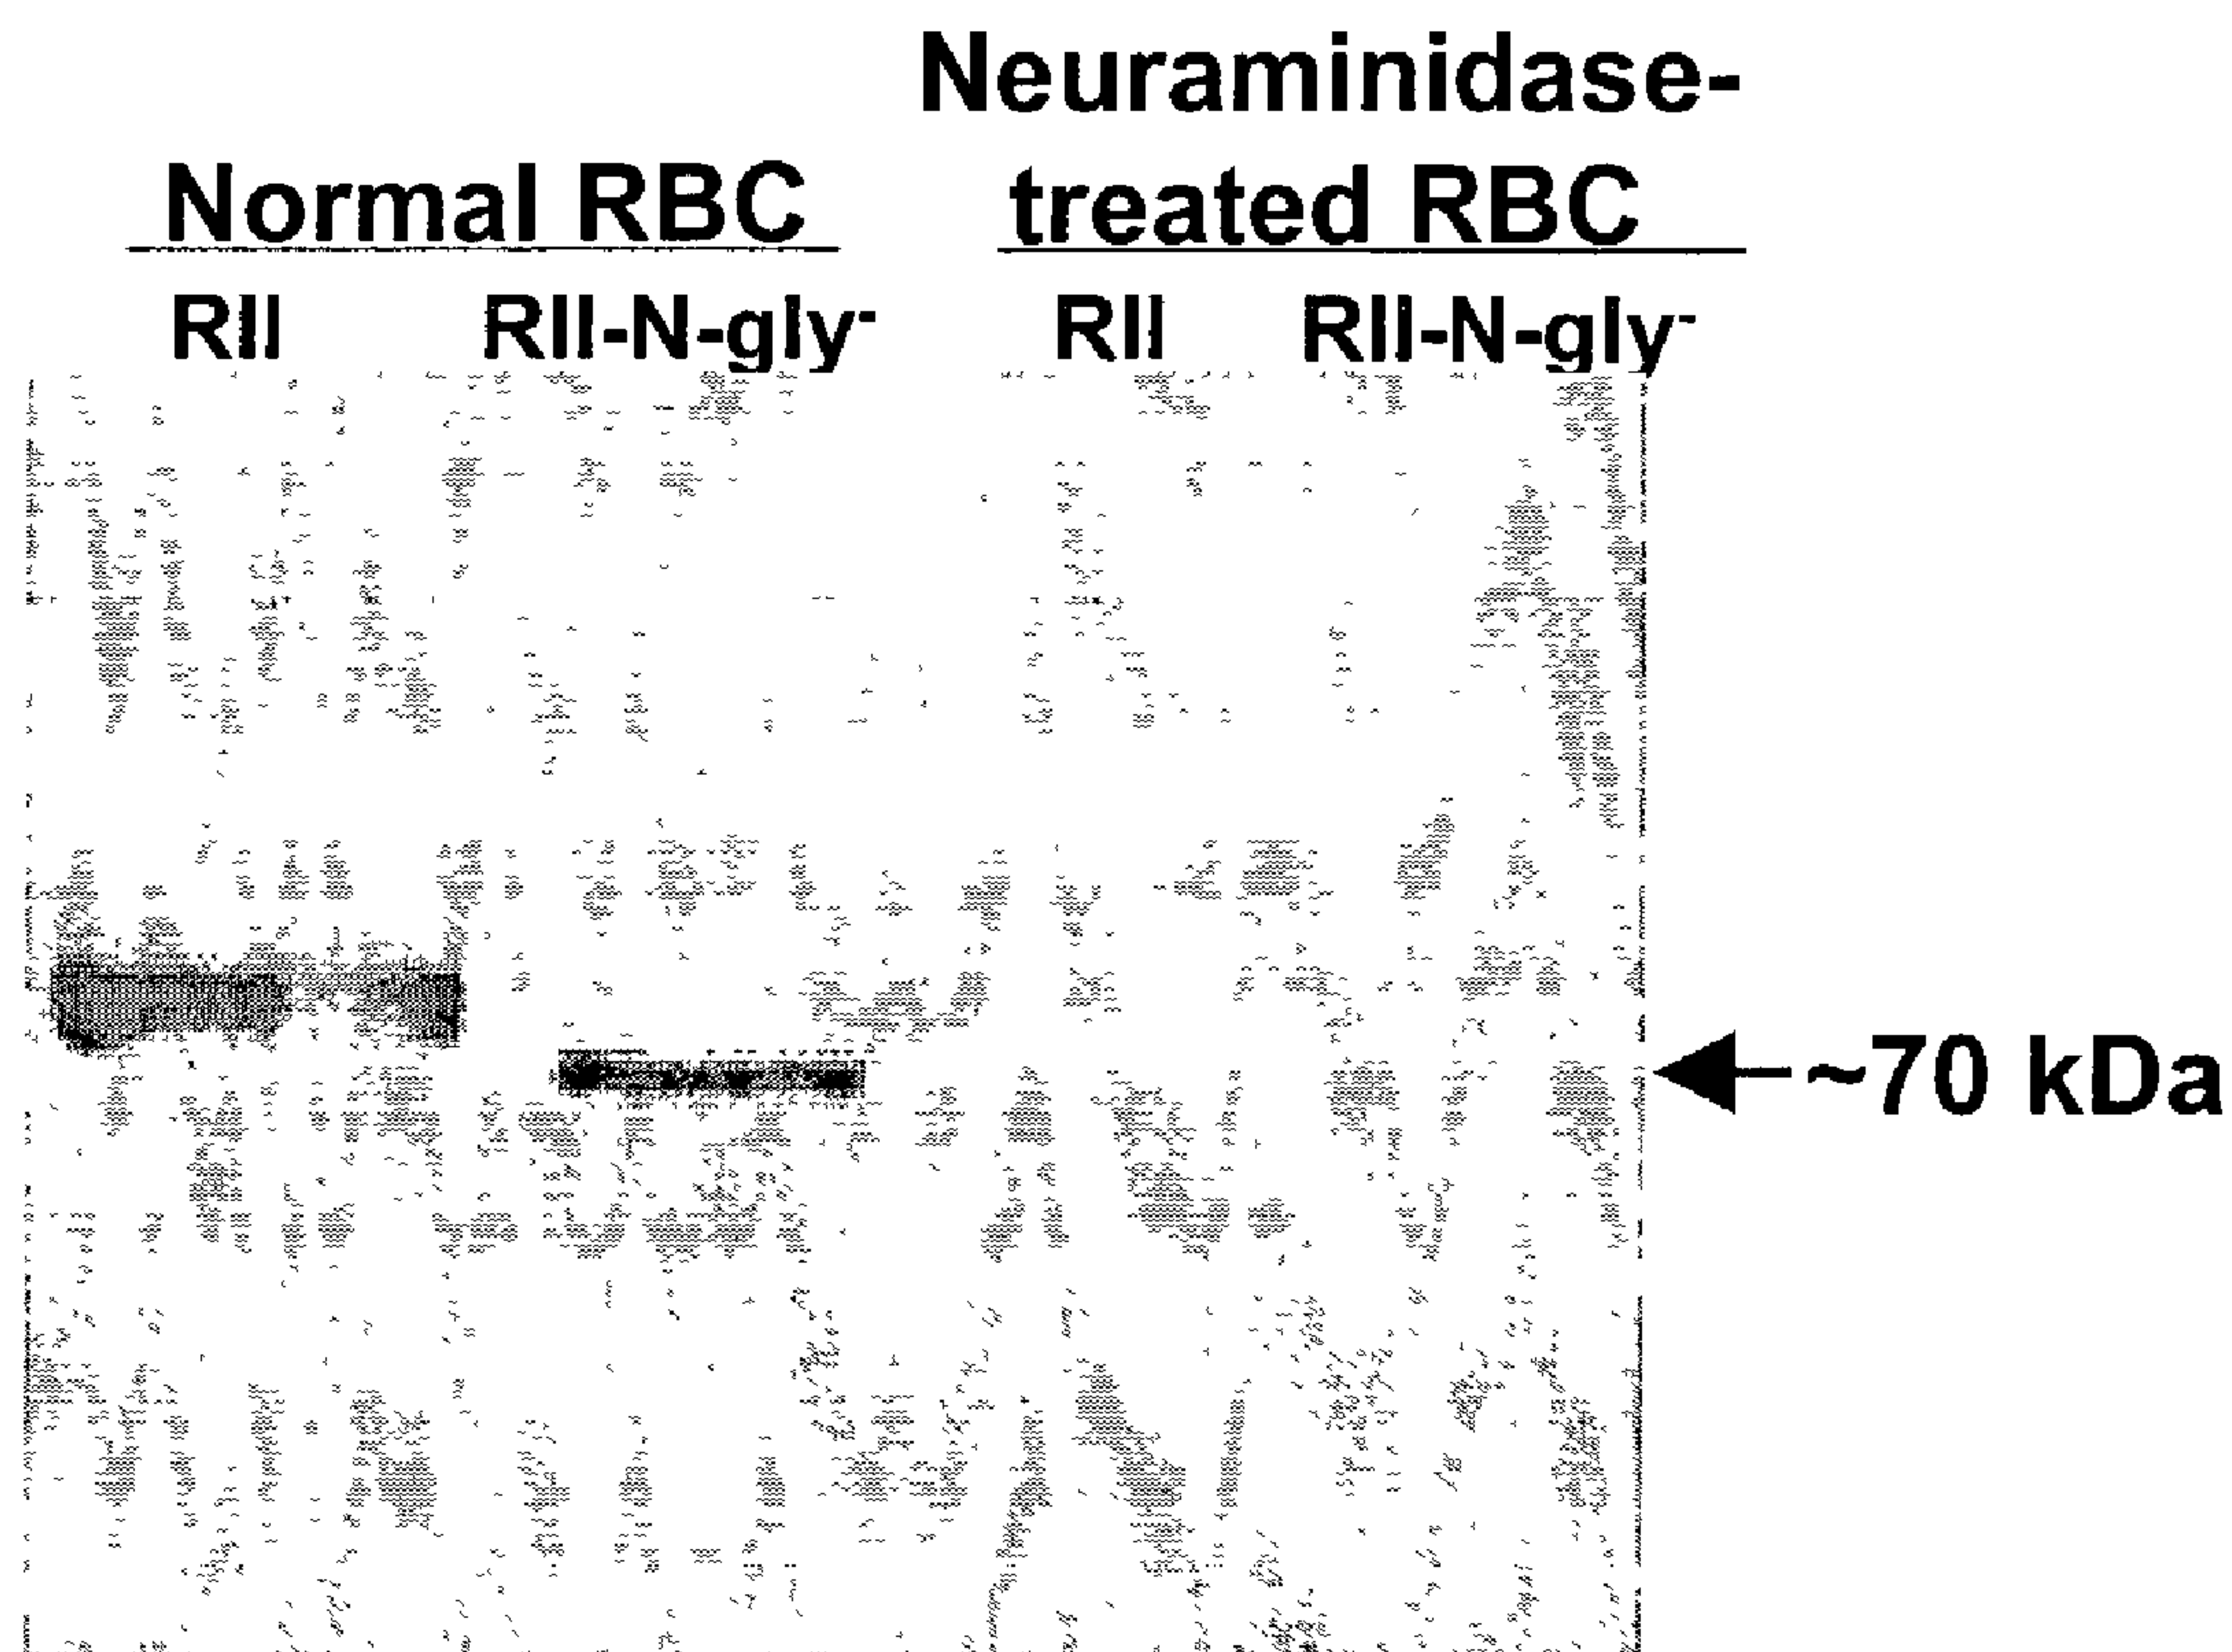 Neuraminidase-
Normal RBC treated RBC
RII RII-N-gly- RII RII-N-gly-
~70 kDa